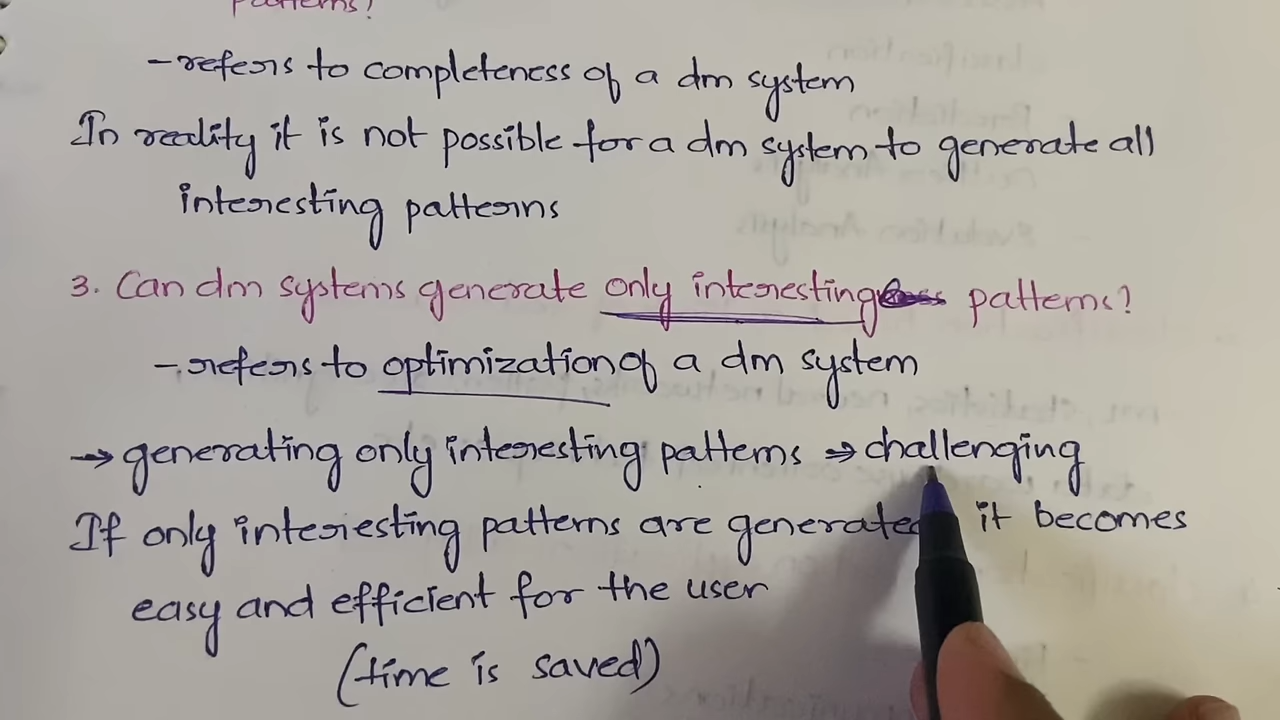 patterns?
- refers to completeness of a dm system
In reality it is not possible for a dm system to generate all
interesting patterns
3. Can dm systems generate only interesting patterns?
- refers to optimization of a dm system
→ generating only interesting patterns ⇒ challenging
If only interesting patterns are generated it becomes
easy and efficient for the user
(time is saved)